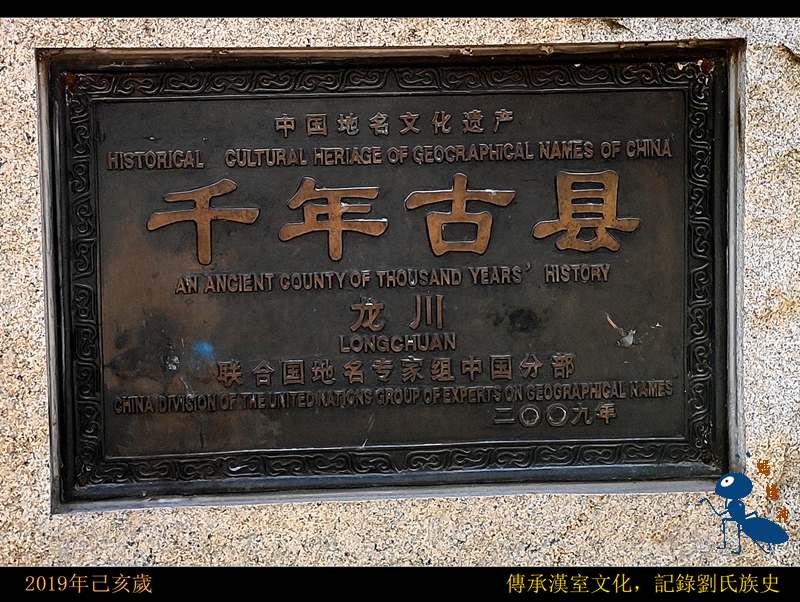 中国地名文化遗产
HISTORICAL CULTURAL HERIAGE OF GEOGRAPHICAL NAMES OF CHINA
千年古县
AN ANCIENT COUNTY OF THOUSAND YEARS' HISTORY
龙川
LONGCHUAN
联合国地名专家组中国分部
CHINA DIVISION OF THE UNITED NATIONS GROUP OF EXPERTS ON GEOGRAPHICAL NAMES
二〇〇九年
2019年己亥歲
傳承漢室文化，記錄劉氏族史